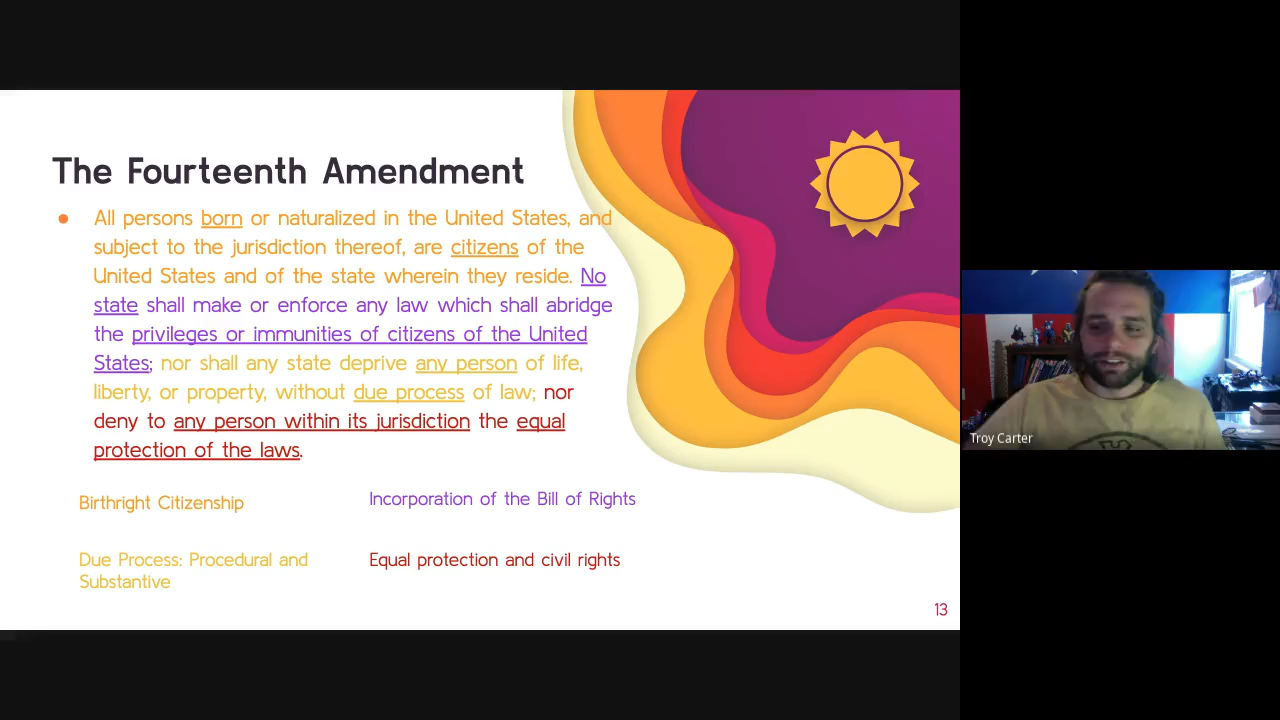 The Fourteenth Amendment
● All persons born or naturalized in the United States, and
subject to the jurisdiction thereof, are citizens of the
United States and of the state wherein they reside. No
state shall make or enforce any law which shall abridge
the privileges or immunities of citizens of the United
States; nor shall any state deprive any person of life,
liberty, or property, without due process of law; nor
deny to any person within its jurisdiction the equal
protection of the laws.
Birthright Citizenship
Incorporation of the Bill of Rights
Due Process: Procedural and
Substantive
Equal protection and civil rights
13
Troy Carter